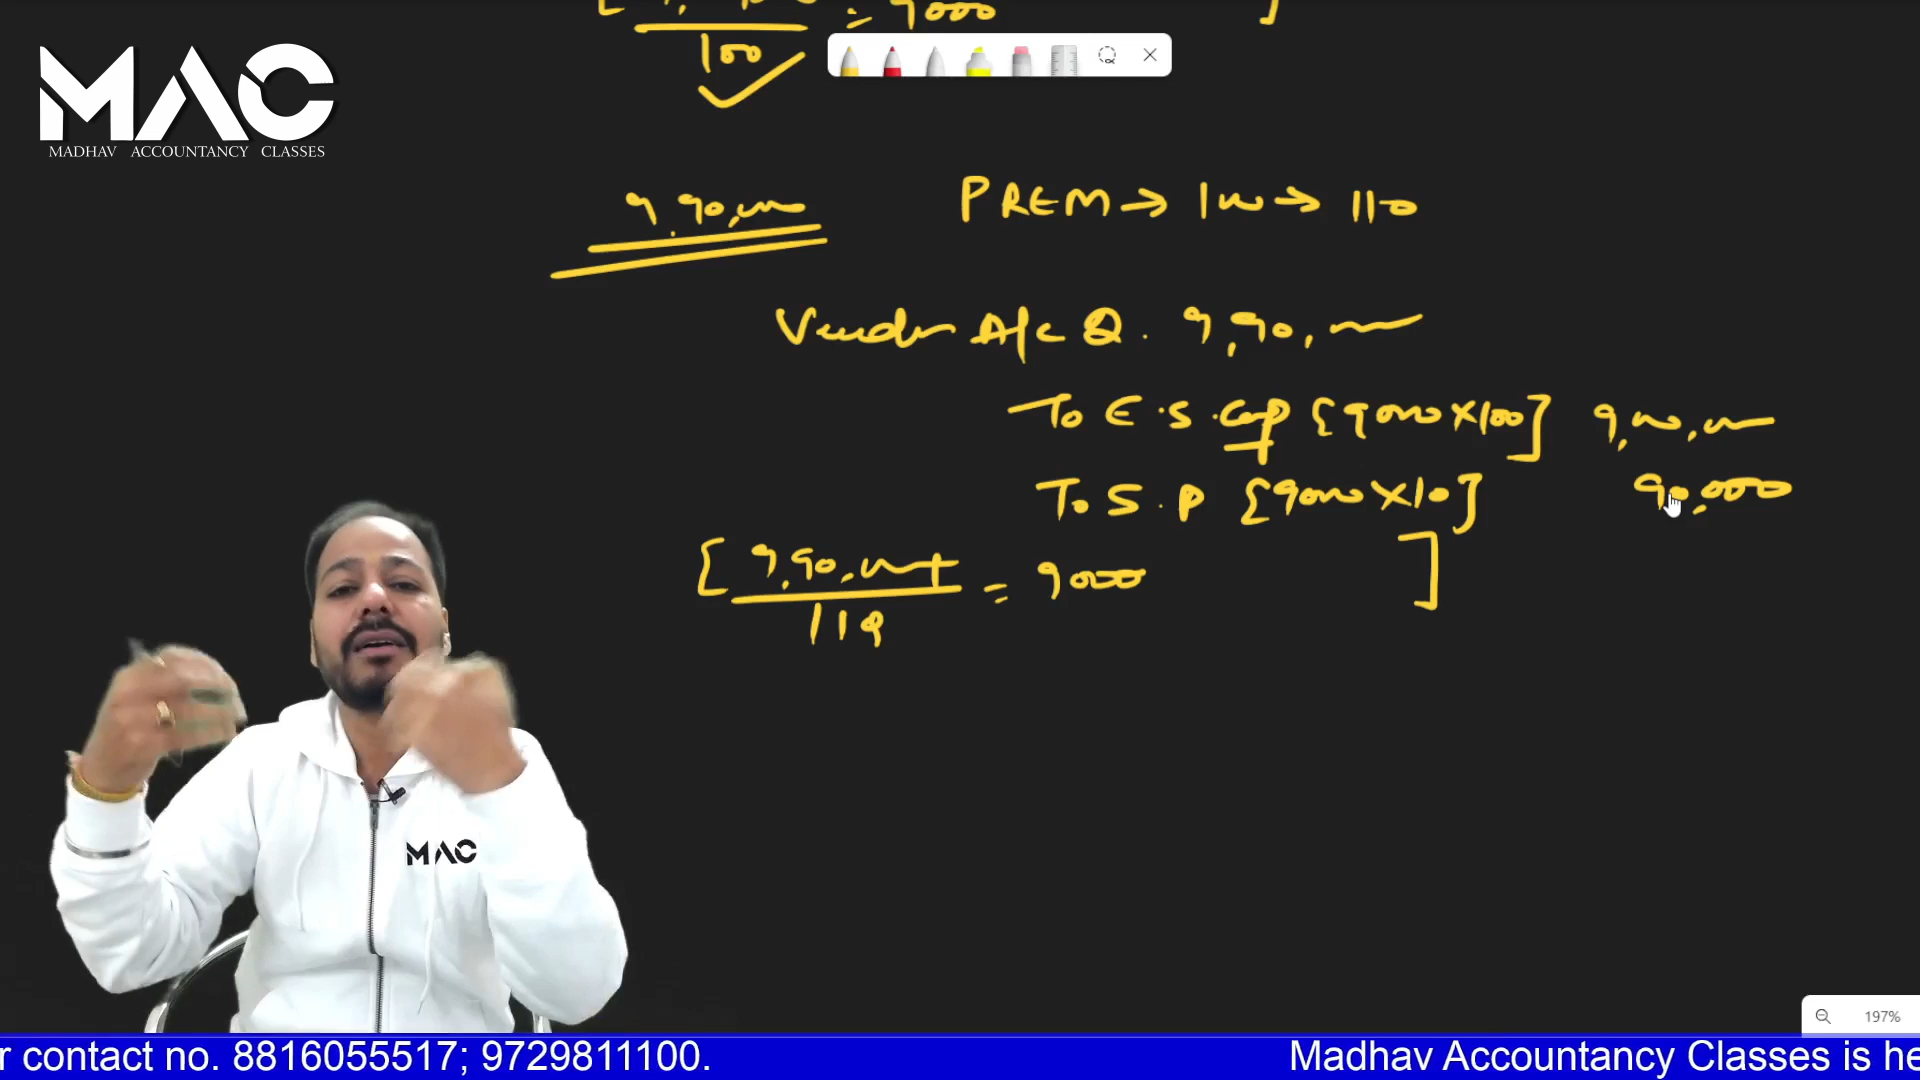 = 9000 ]
100
MAC
MADHAV ACCOUNTANCY CLASSES
9,90,000 PREM → 100 → 110
Vendor A/c Dr. 9,90,000
To E.S.Cap [9000×100] 9,00,000
To S.P [9000×10] 90,000
[ 9,90,000 = 9000 ]
110
MAC
197%
r contact no. 8816055517; 9729811100. Madhav Accountancy Classes is he